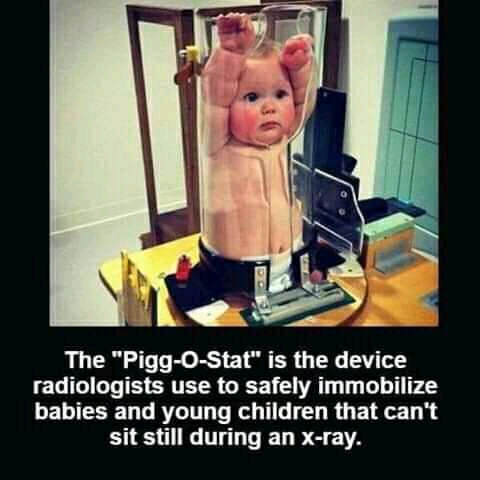 The "Pigg-O-Stat" is the device
radiologists use to safely immobilize
babies and young children that can't
sit still during an x-ray.